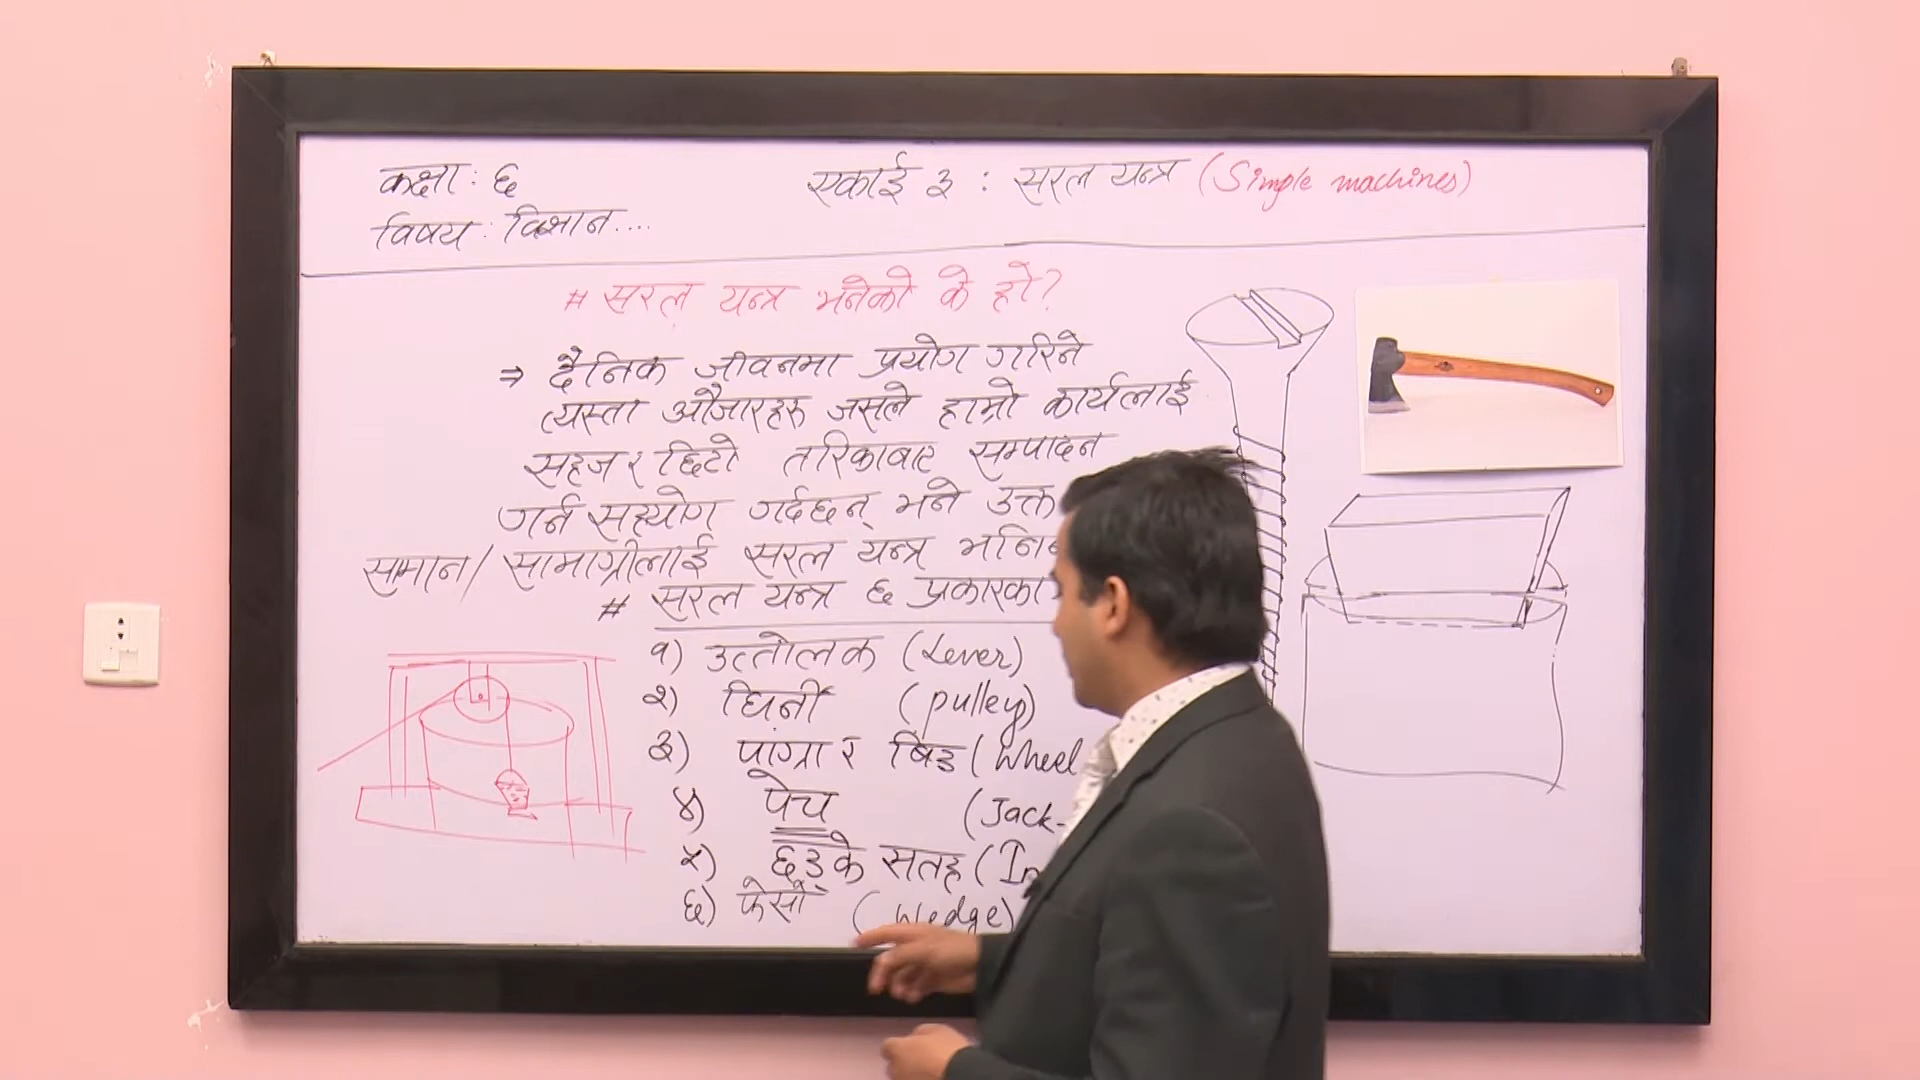 कक्षा : ६
एकाई ३ : सरल यन्त्र (Simple machines)
विषय : विज्ञान....
# सरल यन्त्र भनेको के हो?
⇒ दैनिक जीवनमा प्रयोग गरिने
त्यस्ता औजारहरु जसले हाम्रो कार्यलाई
सहज र छिटो तरिकाबाट सम्पादन
गर्न सहयोग गर्दछन् भने उक्त
समान/सामाग्रीलाई सरल यन्त्र
# सरल यन्त्र ६ प्रकारका
१) उत्तोलक (Lever)
२) घिर्नी (pulley)
३) पांग्रा र बिँड (Wheel
४) पेच (Jack-
५) छड्के सतह (In
६) फेसो (Wedge)